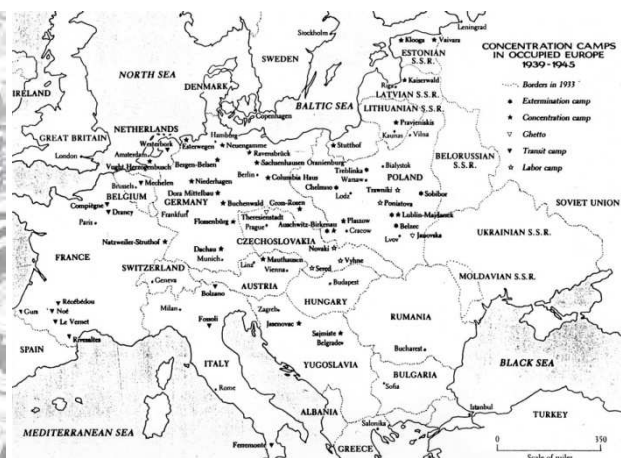 CONCENTRATION CAMPS
IN OCCUPIED EUROPE
1939-1945
Borders in 1933
Extermination camp
Concentration camp
Ghetto
Transit camp
Labor camp
Leningrad
Stockholm
Klooga
Vaivara
SWEDEN
ESTONIAN
S.S.R.
NORTH SEA
DENMARK
Riga
Kaiserwald
IRELAND
BALTIC SEA
LATVIAN S.S.R.
Copenhagen
LITHUANIAN S.S.R.
NETHERLANDS
Hamburg
Pravieniskis
GREAT BRITAIN
Westerbork
Esterwegen
Neuengamme
Stutthof
Kaunas
Vilna
Amsterdam
Ravensbruck
London
Vught Herzogenbusch
Bergen-Belsen
Sachsenhausen Oranienburg
Bialystok
BELORUSSIAN
S.S.R.
Treblinka
Berlin
Columbia Haus
Warsaw
POLAND
Brussels
Mechelen
Niederhagen
Chelmno
Trawniki
Sobibor
BELGIUM
Dora Mittelbau
Lodz
SOVIET UNION
Compiègne
GERMANY
Buchenwald
Gross-Rosen
Poniatova
Drancy
Frankfurt
Theresienstadt
Plaszow
Lublin-Majdanek
Paris
Flossenbürg
Prague
Auschwitz-Birkenau
Cracow
Belzec
UKRAINIAN S.S.R.
Lvov
Janovska
Natzweiler-Struthof
CZECHOSLOVAKIA
Novaki
Dachau
Mauthausen
Vyhne
FRANCE
Munich
Linz
Vienna
Sered
MOLDAVIAN S.S.R.
SWITZERLAND
AUSTRIA
Budapest
Geneva
Bolzano
HUNGARY
Récébédou
Milan
Zagreb
RUMANIA
Gurs
Noé
Fossoli
Jasenovac
Sajmiste
Le Vernet
Belgrade
Rivesaltes
Bucharest
SPAIN
ITALY
YUGOSLAVIA
BLACK SEA
BULGARIA
Sofia
Rome
ALBANIA
Istanbul
TURKEY
Salonika
MEDITERRANEAN SEA
Ferremonte
GREECE
0
350
Scale of miles